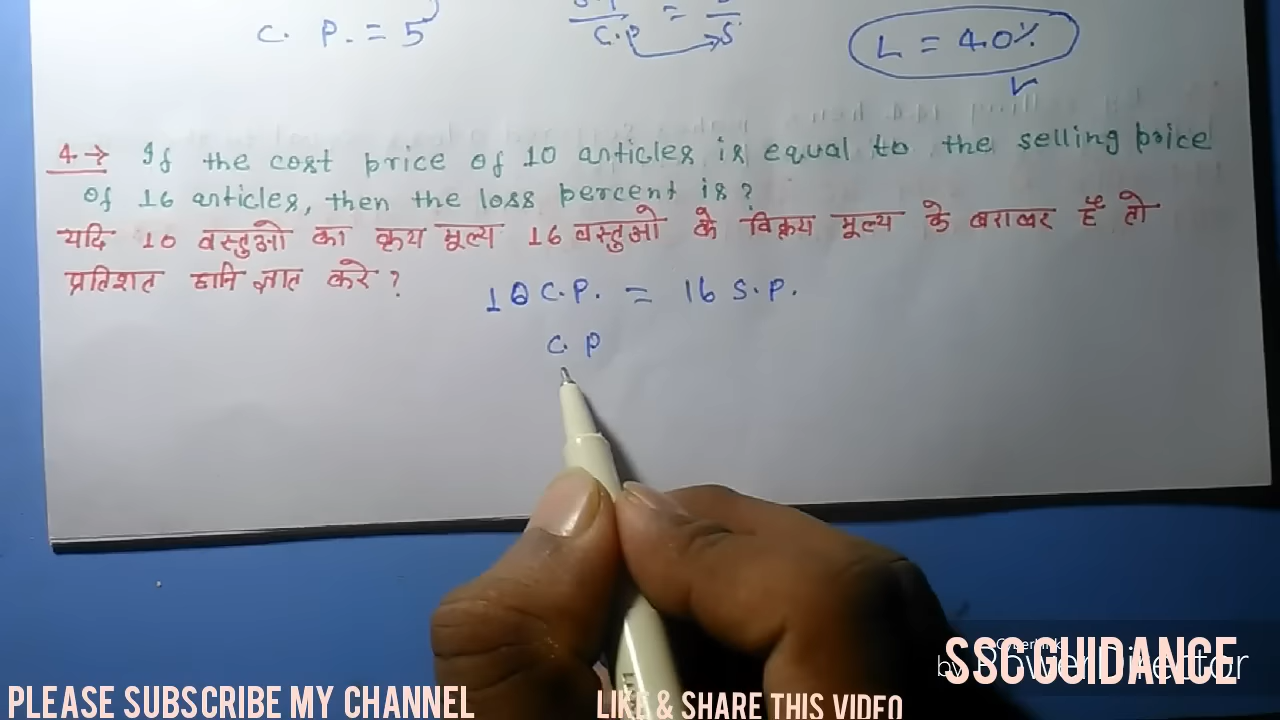 C. P. = 5
C.P
5
L = 40%
4 → If the cost price of 10 articles is equal to the selling price
of 16 articles, then the loss percent is?
यदि 10 वस्तुओ का क्रय मूल्य 16 वस्तुओ के विक्रय मूल्य के बराबर हैं तो
प्रतिशत हानि ज्ञात करे ?
10 C.P. = 16 S.P.
C. P
SSCGUIDANCE
PLEASE SUBSCRIBE MY CHANNEL
LIKE & SHARE THIS VIDEO